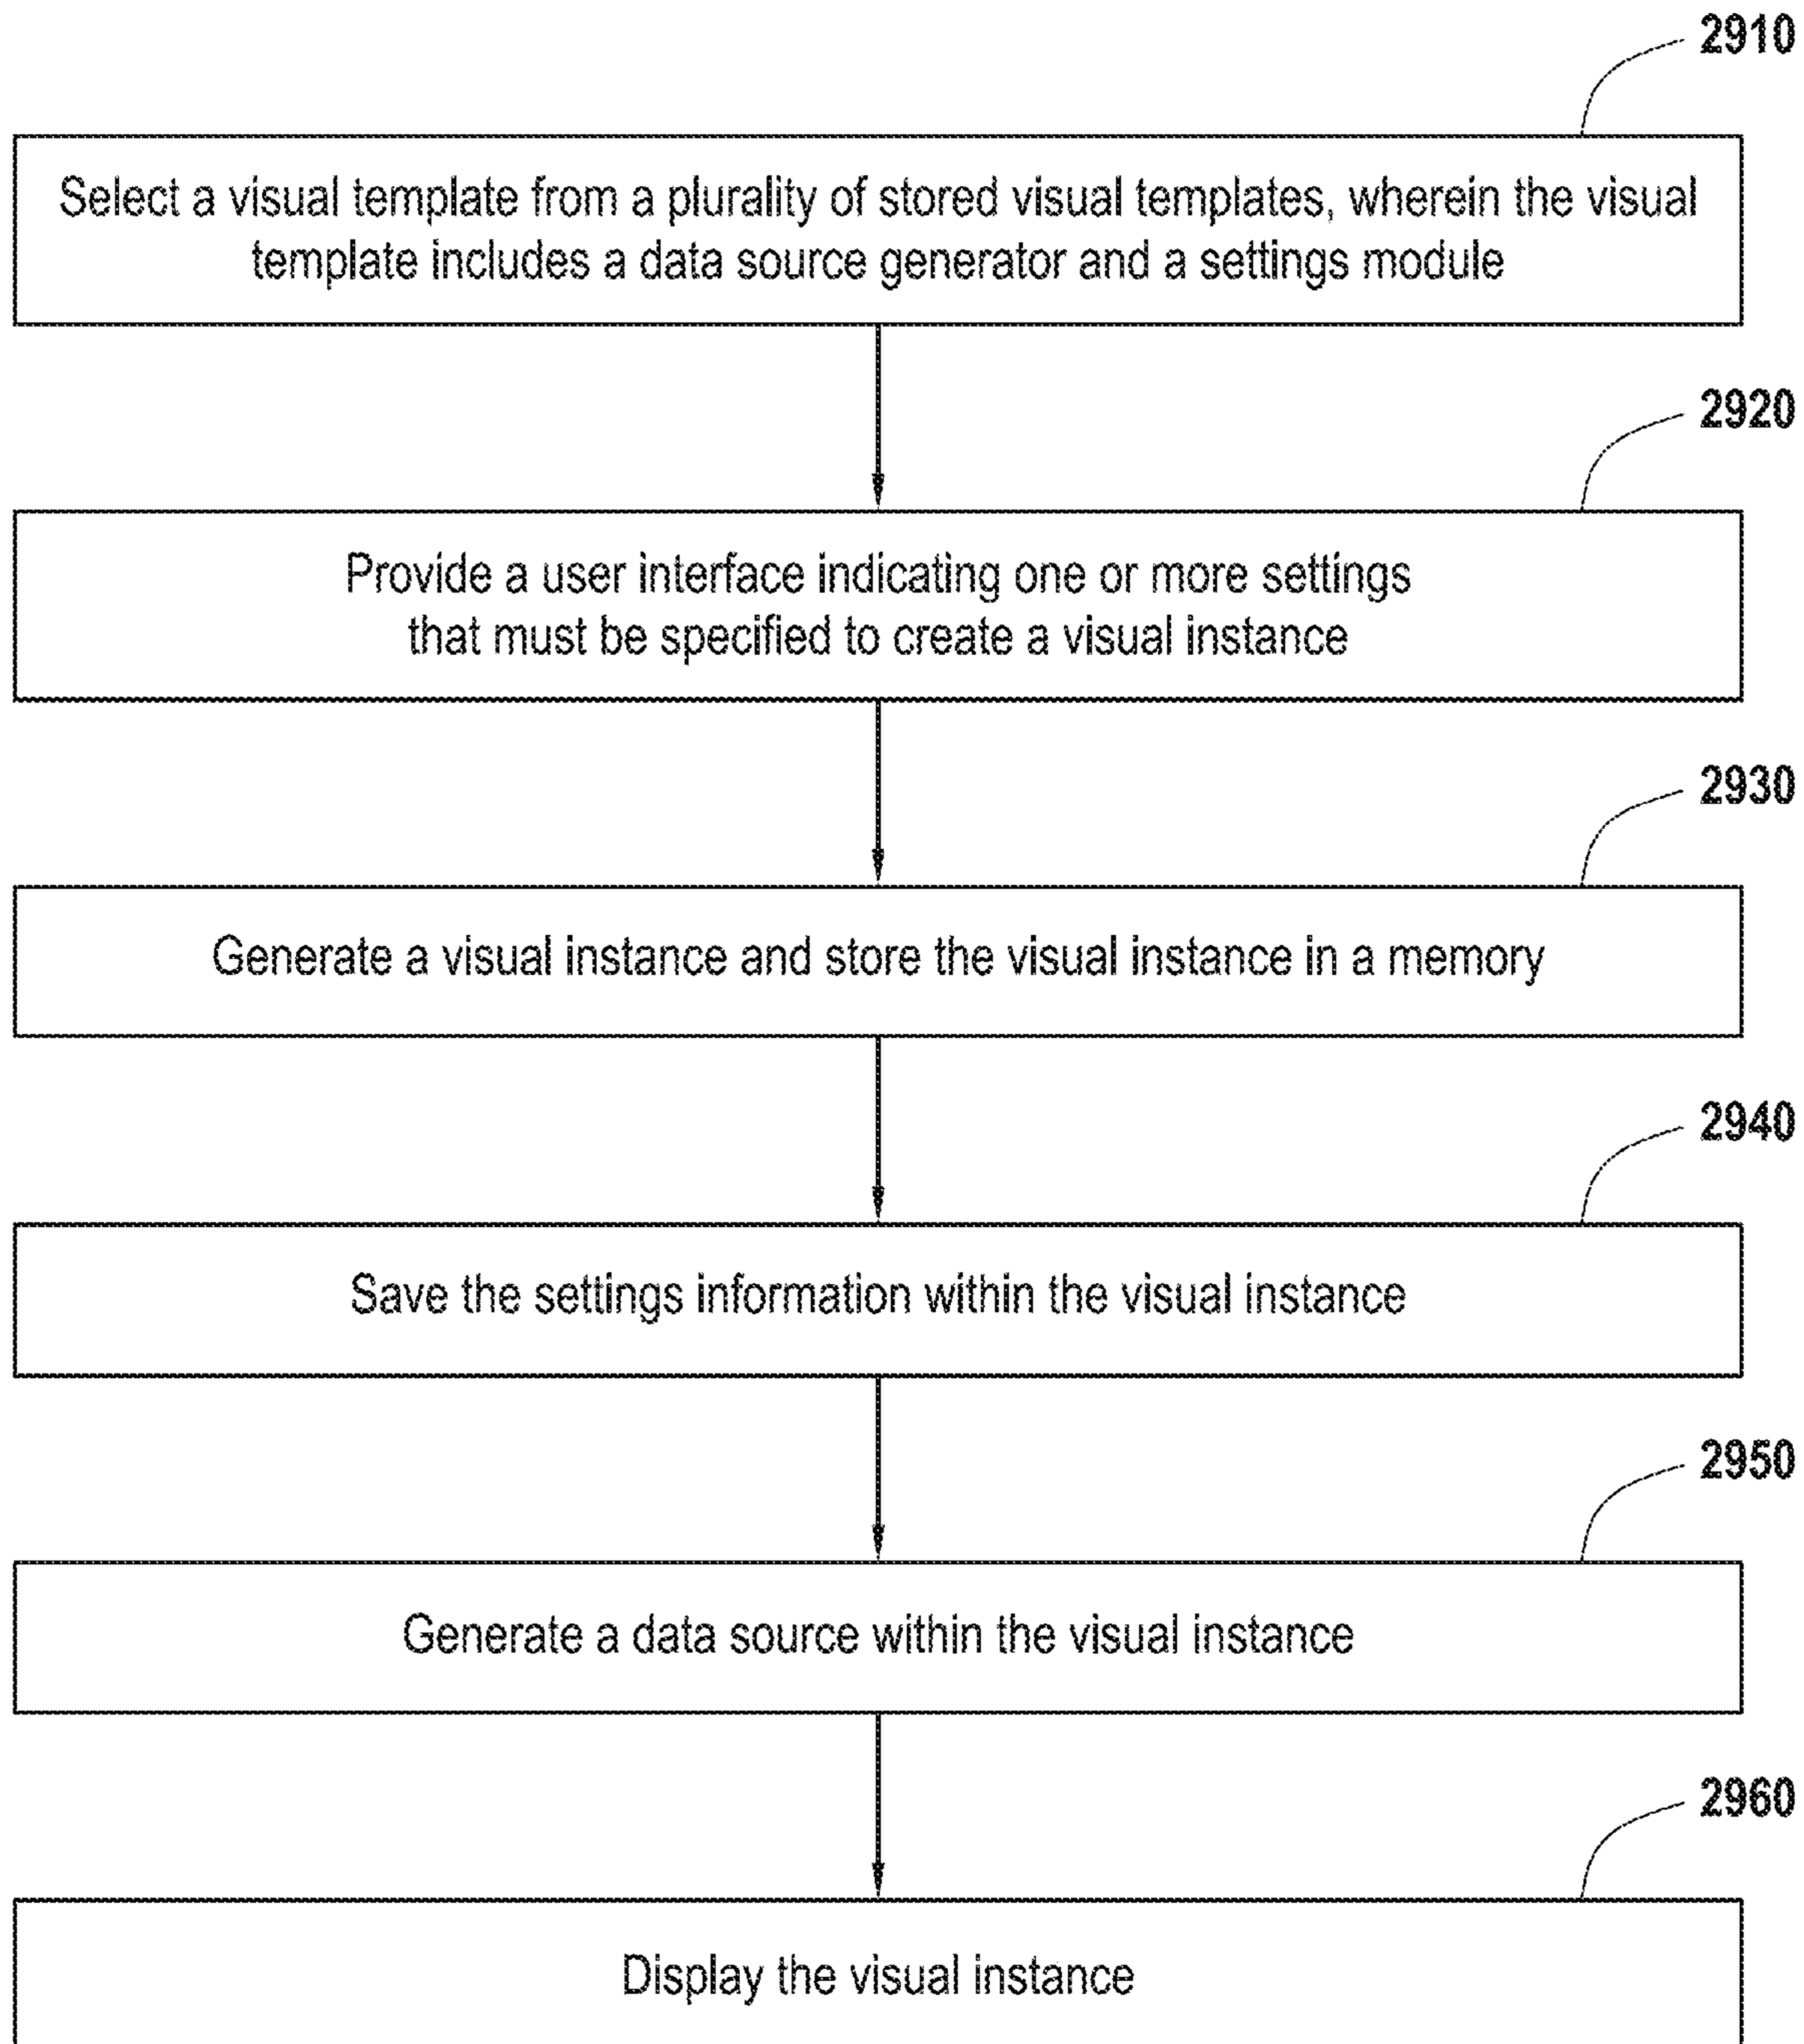 2910
Select a visual template from a plurality of stored visual templates, wherein the visual
template includes a data source generator and a settings module
2920
Provide a user interface indicating one or more settings
that must be specified to create a visual instance
2930
Generate a visual instance and store the visual instance in a memory
2940
Save the settings information within the visual instance
2950
Generate a data source within the visual instance
2960
Display the visual instance